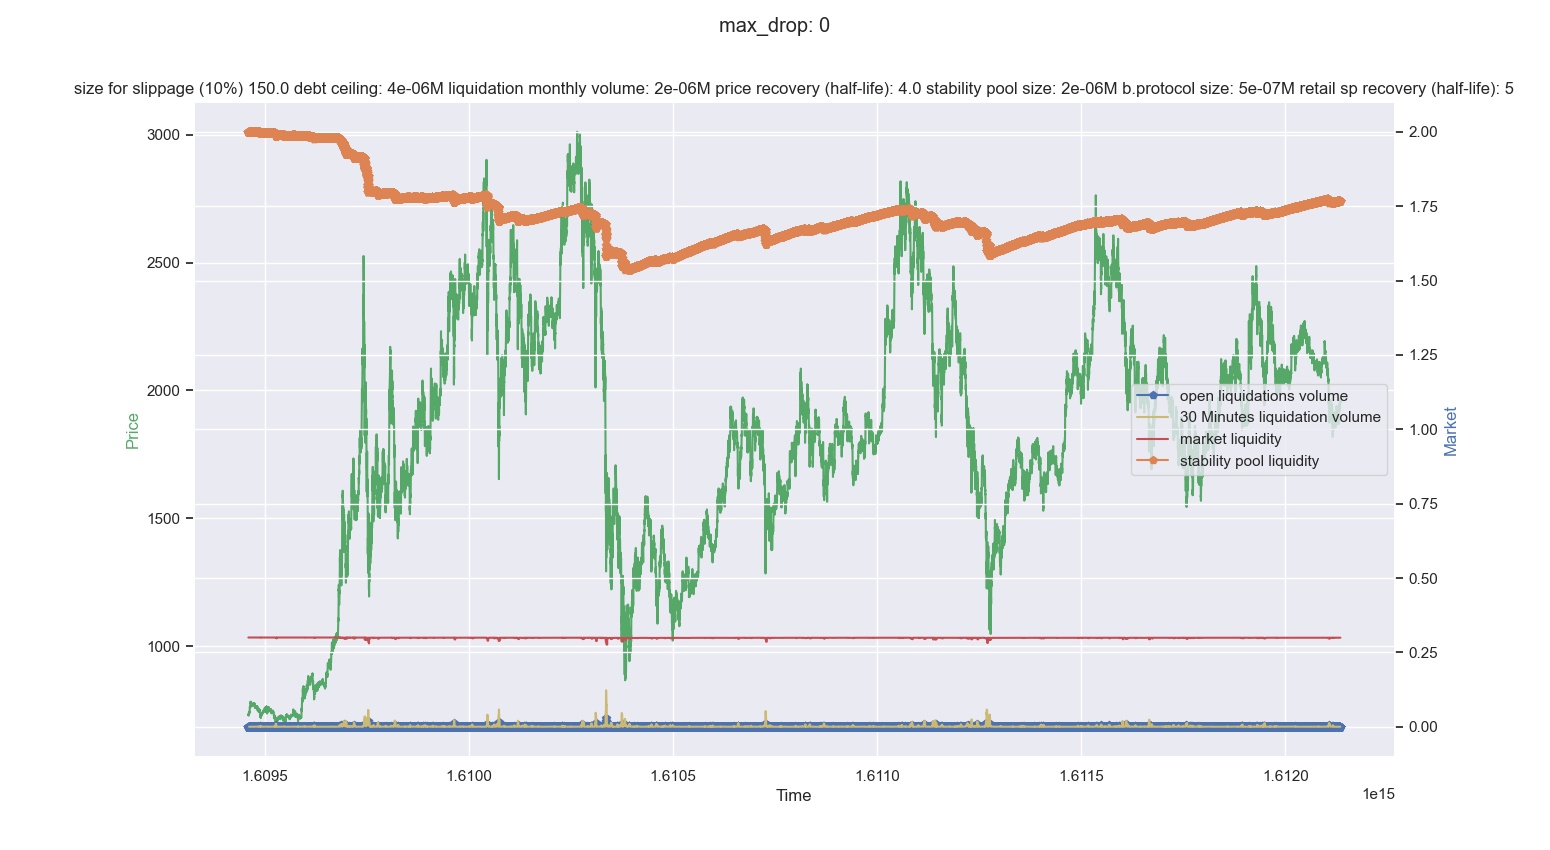 max_drop: 0
size for slippage (10%) 150.0 debt ceiling: 4e-06M liquidation monthly volume: 2e-06M price recovery (half-life): 4.0 stability pool size: 2e-06M b.protocol size: 5e-07M retail sp recovery (half-life): 5
3000
2500
2000
1500
1000
Price
2.00
1.75
1.50
1.25
1.00
0.75
0.50
0.25
0.00
Market
open liquidations volume
30 Minutes liquidation volume
market liquidity
stability pool liquidity
1.6095 1.6100 1.6105 1.6110 1.6115 1.6120
Time
1e15